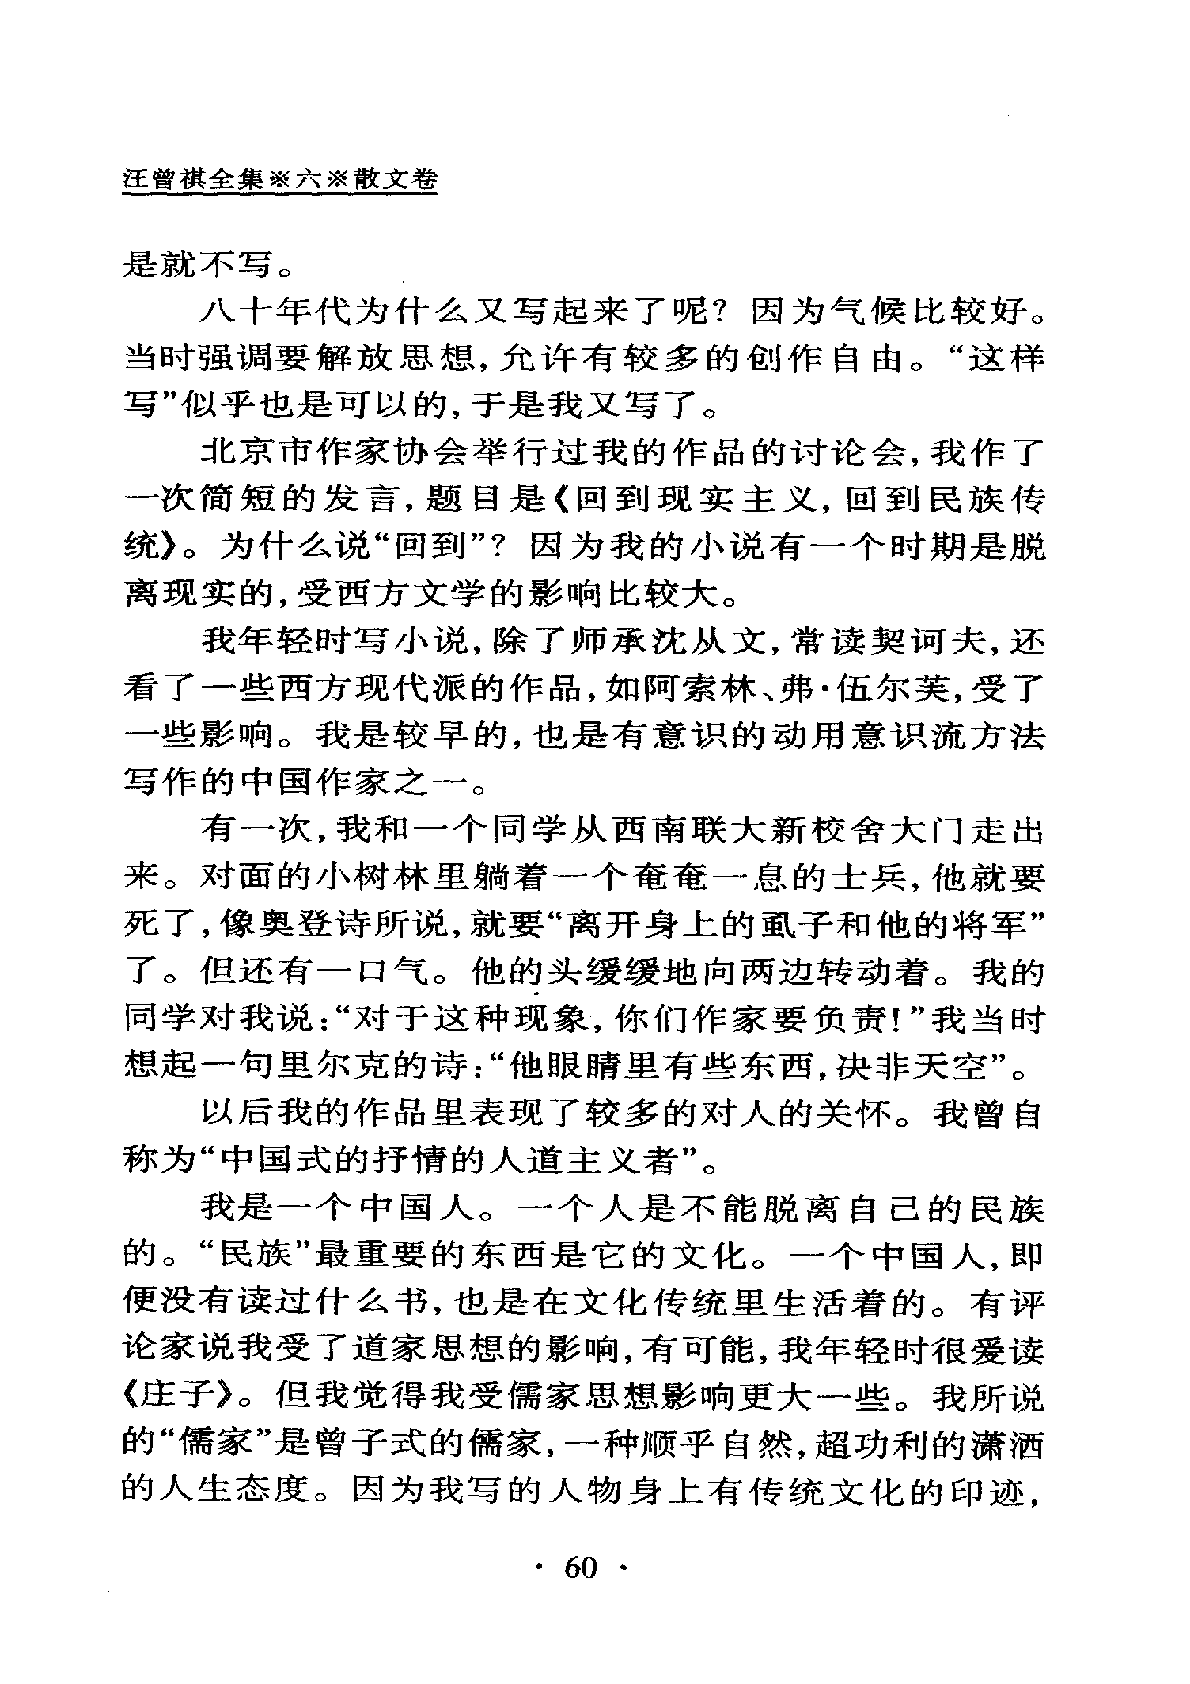 汪曾祺全集※六※散文卷
是就不写。
八十年代为什么又写起来了呢？因为气候比较好。
当时强调要解放思想，允许有较多的创作自由。“这样
写”似乎也是可以的，于是我又写了。
北京市作家协会举行过我的作品的讨论会，我作了
一次简短的发言，题目是《回到现实主义，回到民族传
统》。为什么说“回到”？因为我的小说有一个时期是脱
离现实的，受西方文学的影响比较大。
我年轻时写小说，除了师承沈从文，常读契诃夫，还
看了一些西方现代派的作品，如阿索林、弗·伍尔芙，受了
一些影响。我是较早的，也是有意识的动用意识流方法
写作的中国作家之一。
有一次，我和一个同学从西南联大新校舍大门走出
来。对面的小树林里躺着一个奄奄一息的士兵，他就要
死了，像奥登诗所说，就要“离开身上的虱子和他的将军”
了。但还有一口气。他的头缓缓地向两边转动着。我的
同学对我说：“对于这种现象，你们作家要负责！”我当时
想起一句里尔克的诗：“他眼睛里有些东西，决非天空”。
以后我的作品里表现了较多的对人的关怀。我曾自
称为“中国式的抒情的人道主义者”。
我是一个中国人。一个人是不能脱离自己的民族
的。“民族”最重要的东西是它的文化。一个中国人，即
便没有读过什么书，也是在文化传统里生活着的。有评
论家说我受了道家思想的影响，有可能，我年轻时很爱读
《庄子》。但我觉得我受儒家思想影响更大一些。我所说
的“儒家”是曾子式的儒家，一种顺乎自然，超功利的潇洒
的人生态度。因为我写的人物身上有传统文化的印迹，
· 60 ·